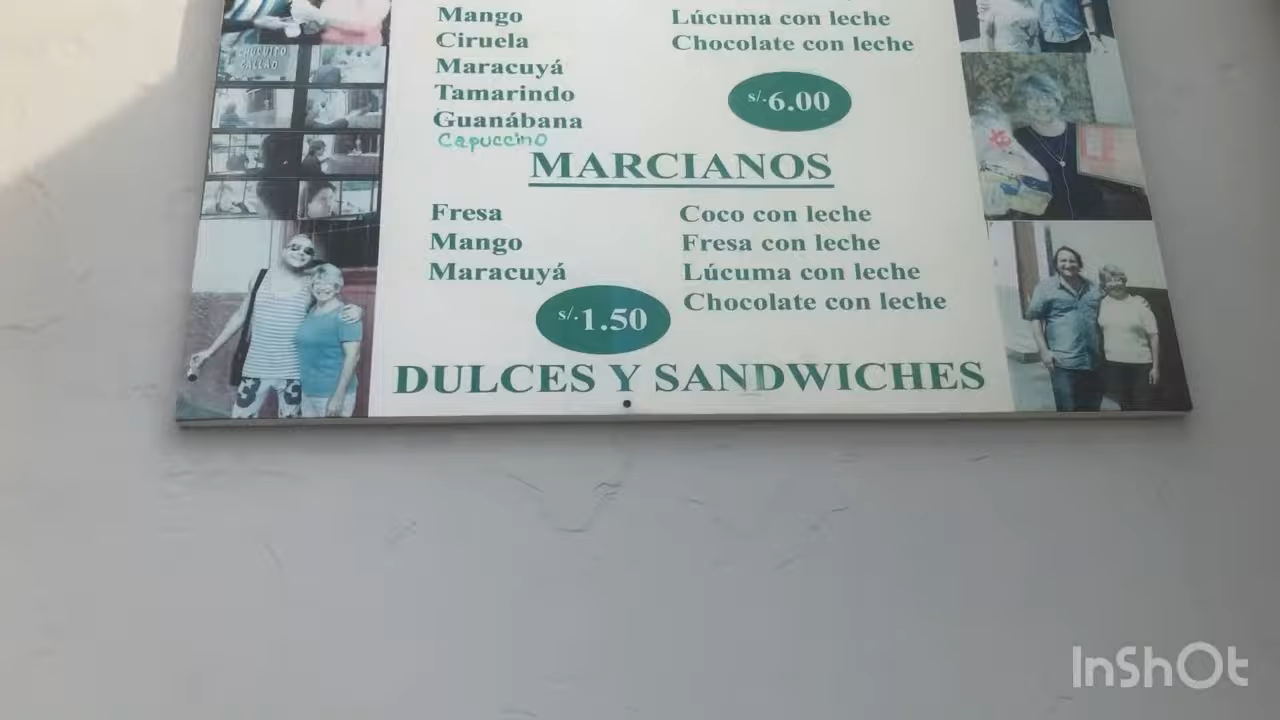 Mango
Ciruela
Maracuyá
Tamarindo
Guanábana
Capuccino
Lúcuma con leche
Chocolate con leche
s/.6.00
MARCIANOS
Fresa
Mango
Maracuyá
s/.1.50
Coco con leche
Fresa con leche
Lúcuma con leche
Chocolate con leche
DULCES Y SANDWICHES
CHUCUITO
CALLAO
InShOt